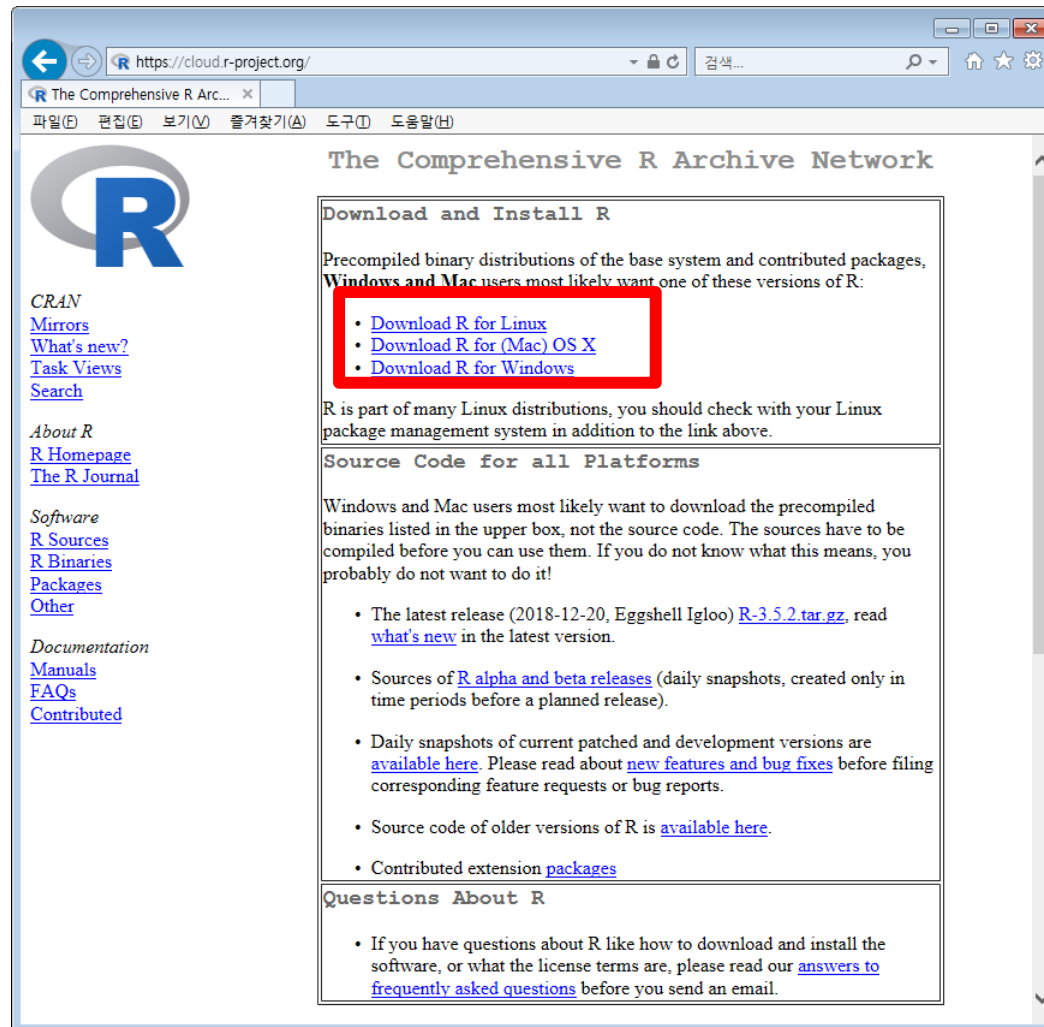 https://cloud.r-project.org/
검색...
The Comprehensive R Arc...
파일(F) 편집(E) 보기(V) 즐겨찾기(A) 도구(T) 도움말(H)
R
CRAN
Mirrors
What's new?
Task Views
Search
About R
R Homepage
The R Journal
Software
R Sources
R Binaries
Packages
Other
Documentation
Manuals
FAQs
Contributed
The Comprehensive R Archive Network
Download and Install R
Precompiled binary distributions of the base system and contributed packages,
Windows and Mac users most likely want one of these versions of R:
• Download R for Linux
• Download R for (Mac) OS X
• Download R for Windows
R is part of many Linux distributions, you should check with your Linux
package management system in addition to the link above.
Source Code for all Platforms
Windows and Mac users most likely want to download the precompiled
binaries listed in the upper box, not the source code. The sources have to be
compiled before you can use them. If you do not know what this means, you
probably do not want to do it!
• The latest release (2018-12-20, Eggshell Igloo) R-3.5.2.tar.gz, read
what's new in the latest version.
• Sources of R alpha and beta releases (daily snapshots, created only in
time periods before a planned release).
• Daily snapshots of current patched and development versions are
available here. Please read about new features and bug fixes before filing
corresponding feature requests or bug reports.
• Source code of older versions of R is available here.
• Contributed extension packages
Questions About R
• If you have questions about R like how to download and install the
software, or what the license terms are, please read our answers to
frequently asked questions before you send an email.